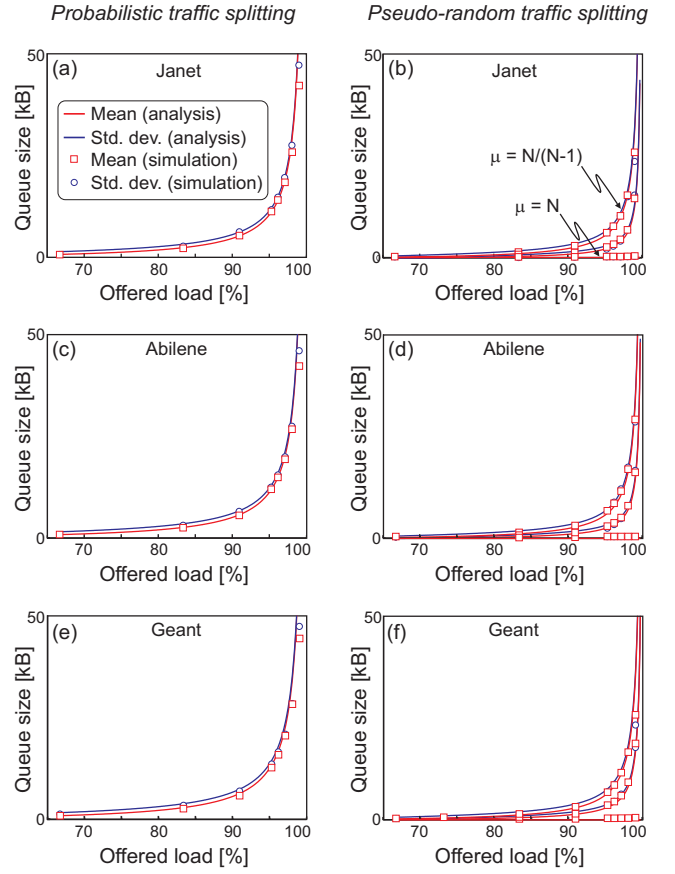 Probabilistic traffic splitting
Pseudo-random traffic splitting
50
(a)
Janet
Mean (analysis)
Std. dev. (analysis)
Mean (simulation)
Std. dev. (simulation)
Queue size [kB]
0
70
80
90
100
Offered load [%]
50
(b)
Janet
μ = N/(N-1)
μ = N
Queue size [kB]
0
70
80
90
100
Offered load [%]
50
(c)
Abilene
Queue size [kB]
0
70
80
90
100
Offered load [%]
50
(d)
Abilene
Queue size [kB]
0
70
80
90
100
Offered load [%]
50
(e)
Geant
Queue size [kB]
0
70
80
90
100
Offered load [%]
50
(f)
Geant
Queue size [kB]
0
70
80
90
100
Offered load [%]